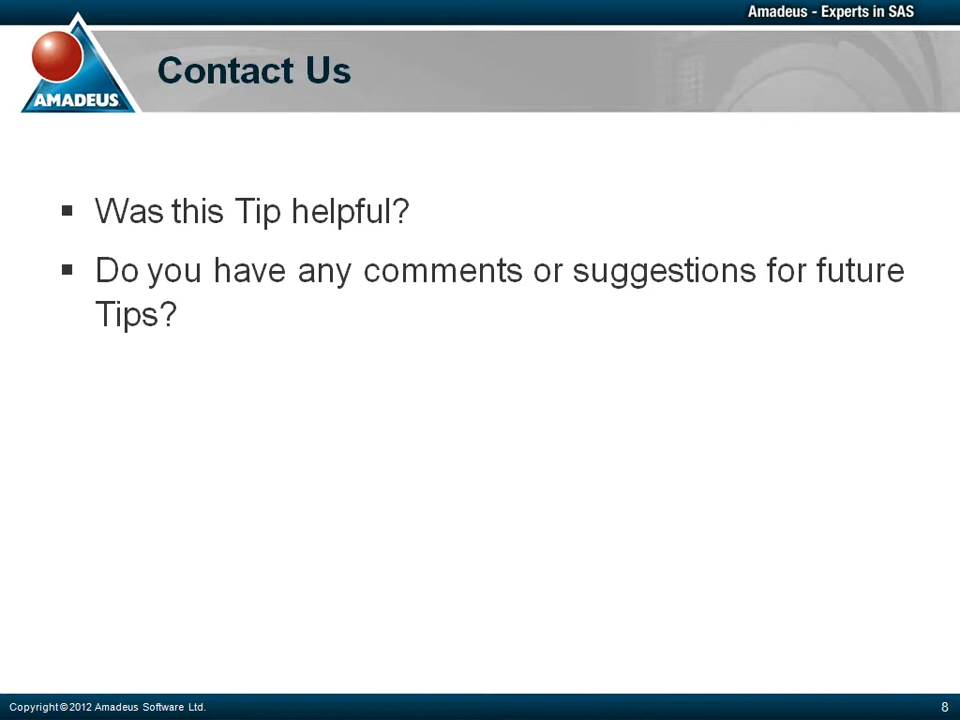 Amadeus - Experts in SAS
AMADEUS
Contact Us
▪ Was this Tip helpful?
▪ Do you have any comments or suggestions for future
Tips?
Copyright © 2012 Amadeus Software Ltd.
8